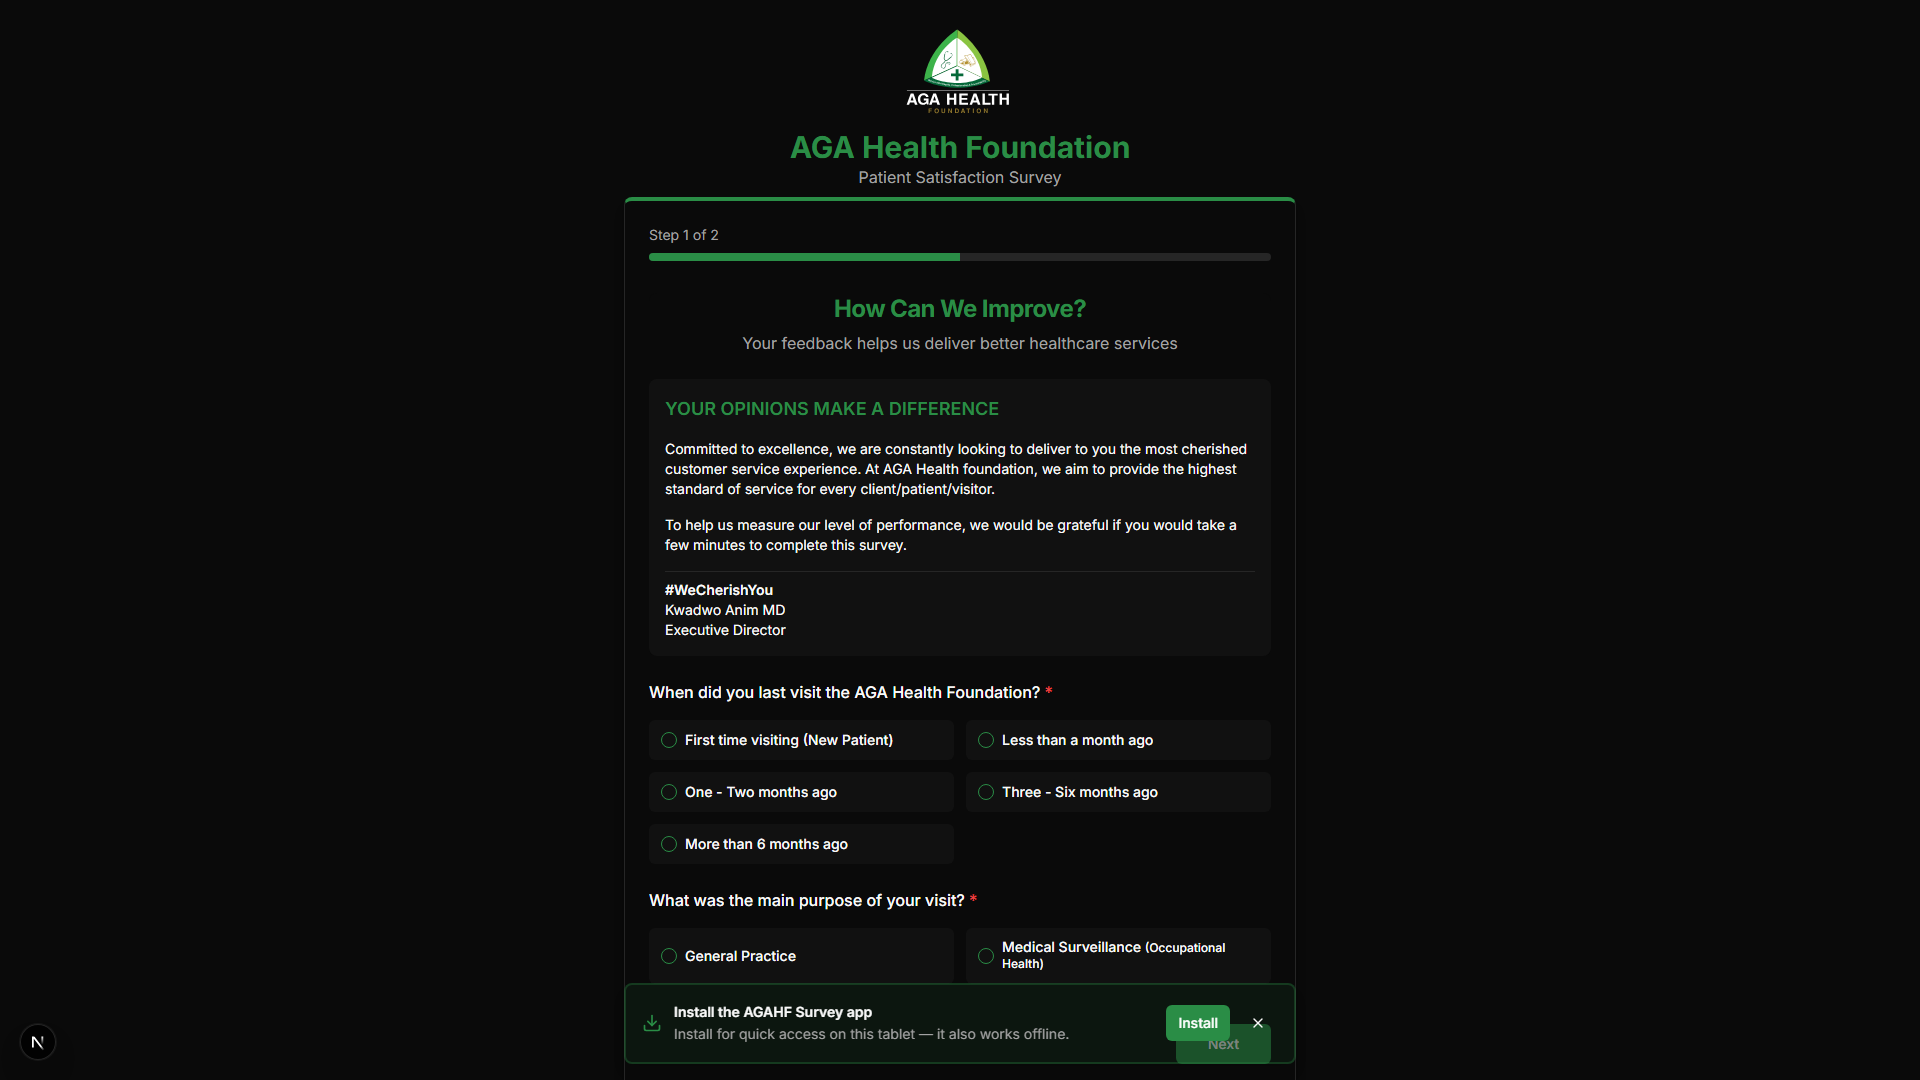 AGA HEALTH
FOUNDATION
AGA Health Foundation
Patient Satisfaction Survey
Step 1 of 2
How Can We Improve?
Your feedback helps us deliver better healthcare services
YOUR OPINIONS MAKE A DIFFERENCE
Committed to excellence, we are constantly looking to deliver to you the most cherished
customer service experience. At AGA Health foundation, we aim to provide the highest
standard of service for every client/patient/visitor.
To help us measure our level of performance, we would be grateful if you would take a
few minutes to complete this survey.
#WeCherishYou
Kwadwo Anim MD
Executive Director
When did you last visit the AGA Health Foundation? *
First time visiting (New Patient)
Less than a month ago
One - Two months ago
Three - Six months ago
More than 6 months ago
What was the main purpose of your visit? *
General Practice
Medical Surveillance (Occupational
Health)
Install the AGAHF Survey app
Install for quick access on this tablet — it also works offline.
Install
Next
N